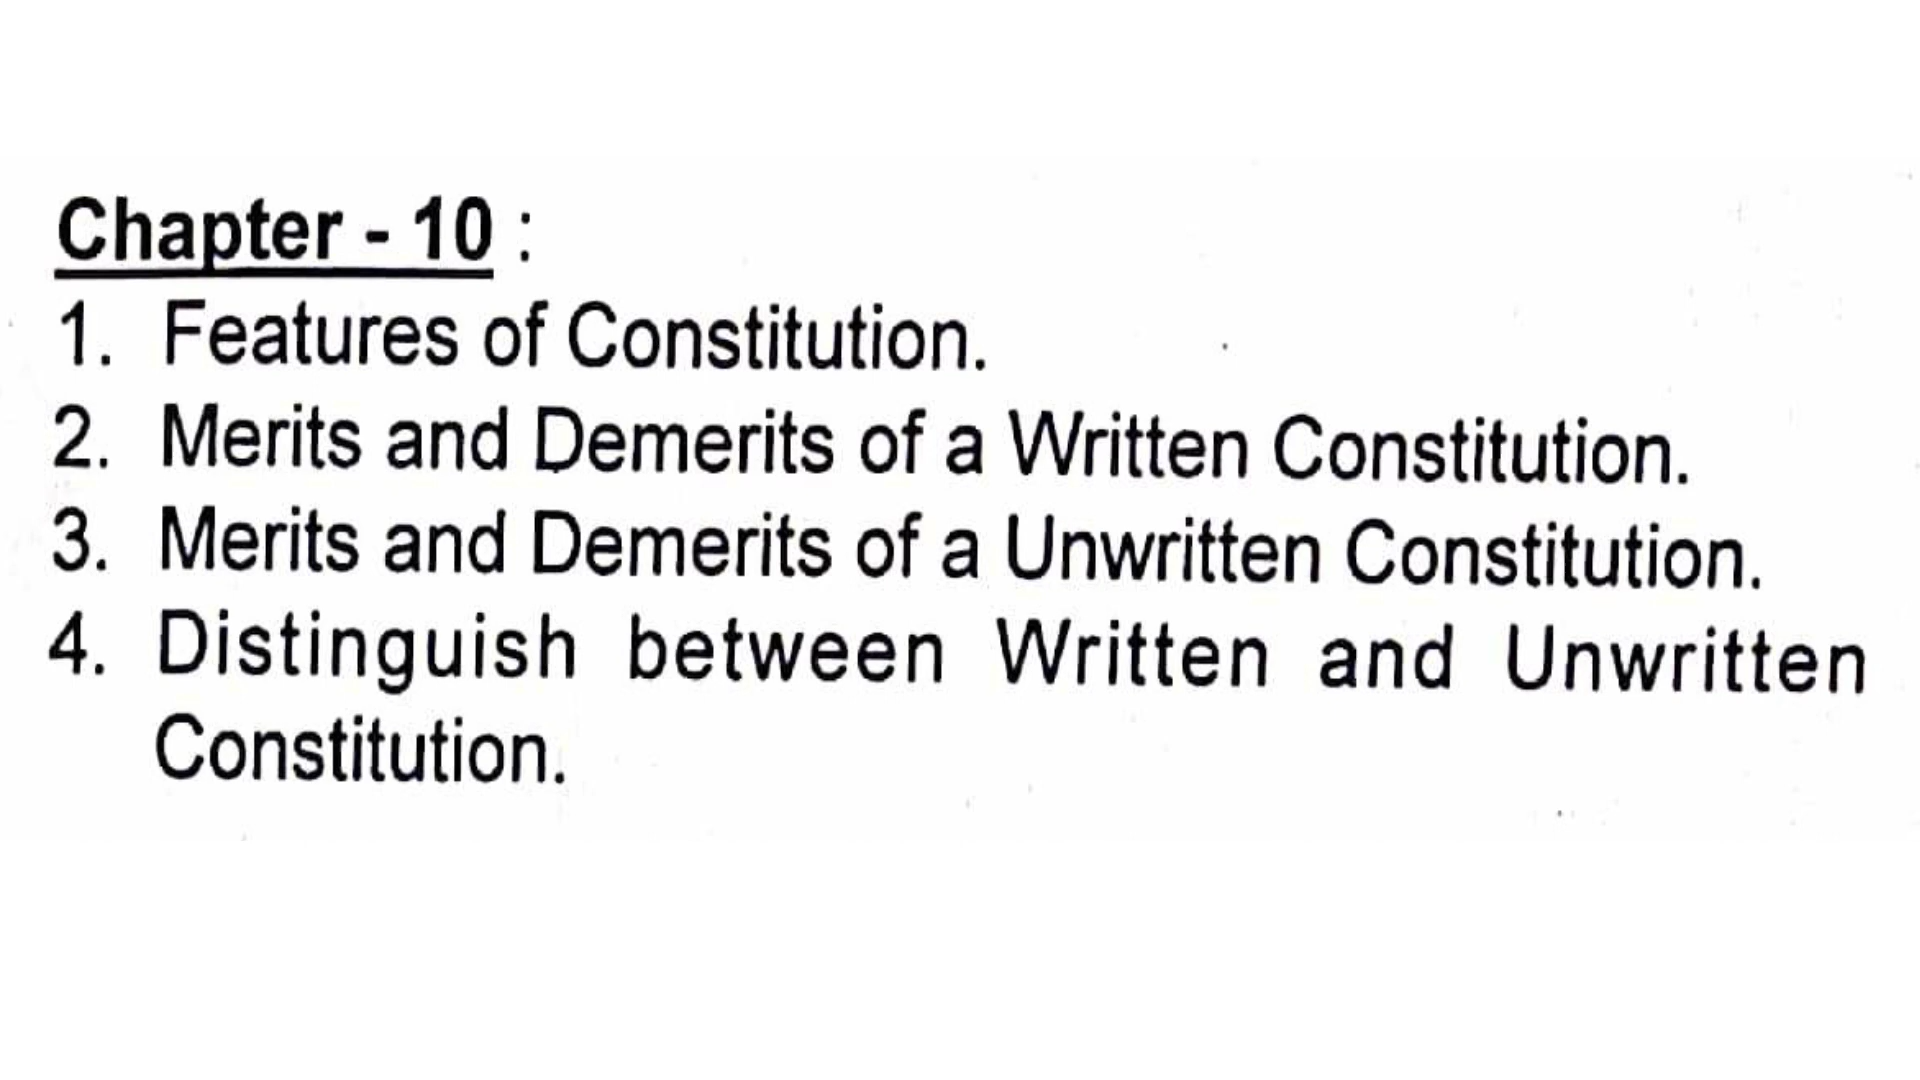 Chapter - 10 :
1. Features of Constitution.
2. Merits and Demerits of a Written Constitution.
3. Merits and Demerits of a Unwritten Constitution.
4. Distinguish between Written and Unwritten
Constitution.